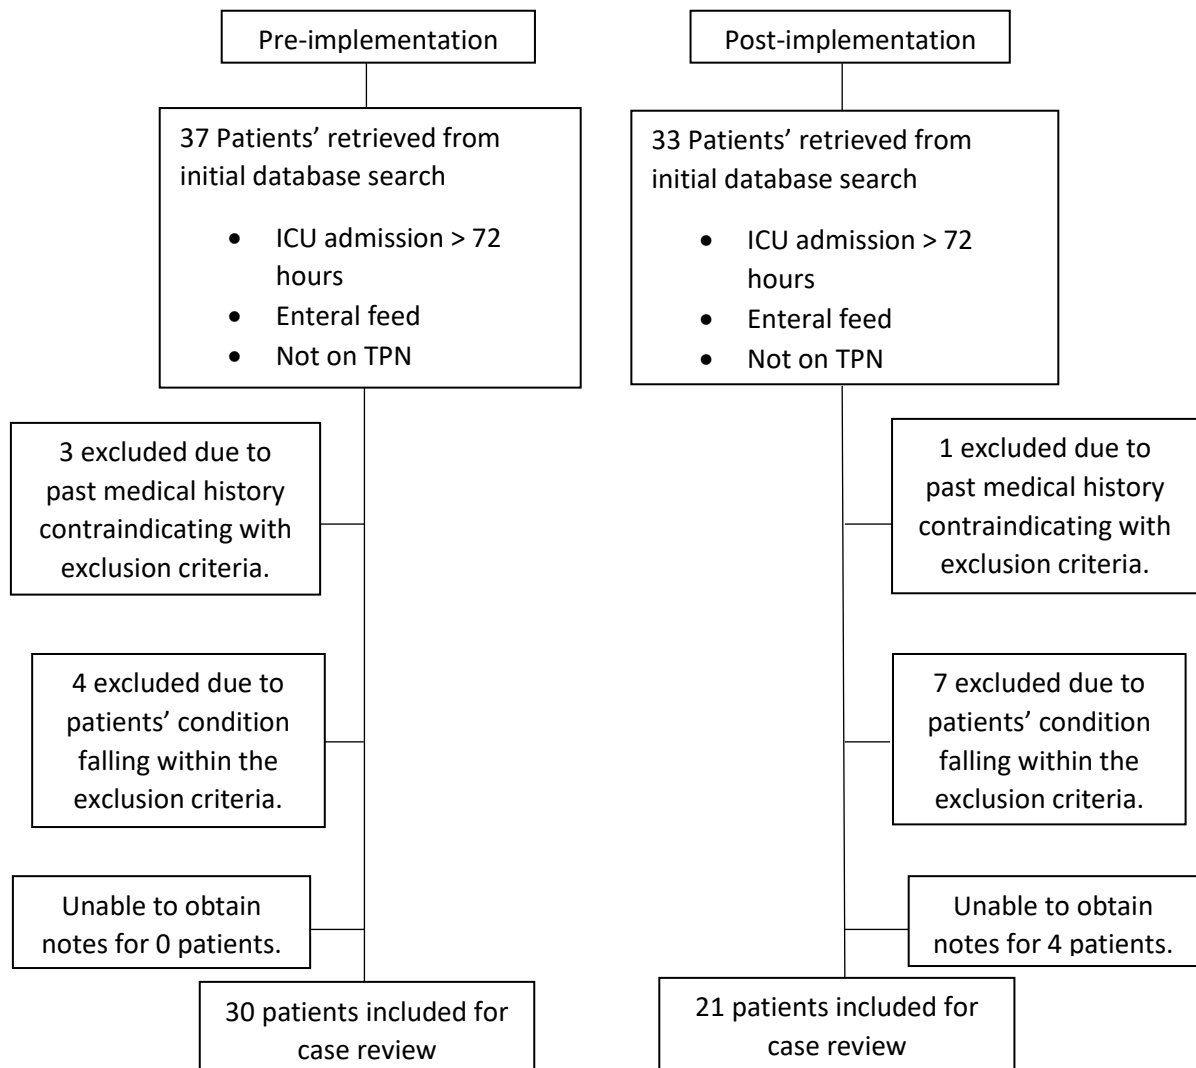 Pre-implementation
37 Patients’ retrieved from
initial database search
• ICU admission > 72
hours
• Enteral feed
• Not on TPN
3 excluded due to
past medical history
contraindicating with
exclusion criteria.
4 excluded due to
patients’ condition
falling within the
exclusion criteria.
Unable to obtain
notes for 0 patients.
30 patients included for
case review
Post-implementation
33 Patients’ retrieved from
initial database search
• ICU admission > 72
hours
• Enteral feed
• Not on TPN
1 excluded due to
past medical history
contraindicating with
exclusion criteria.
7 excluded due to
patients’ condition
falling within the
exclusion criteria.
Unable to obtain
notes for 4 patients.
21 patients included for
case review